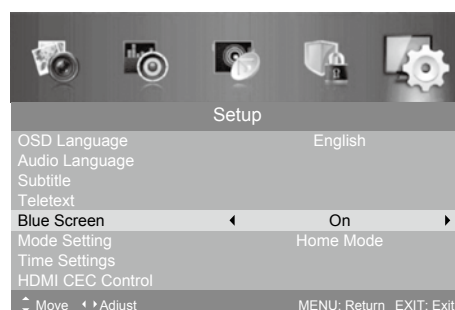 Setup
OSD Language English
Audio Language
Subtitle
Teletext
Blue Screen On
Mode Setting Home Mode
Time Settings
HDMI CEC Control
Move Adjust MENU: Return EXIT: Exit